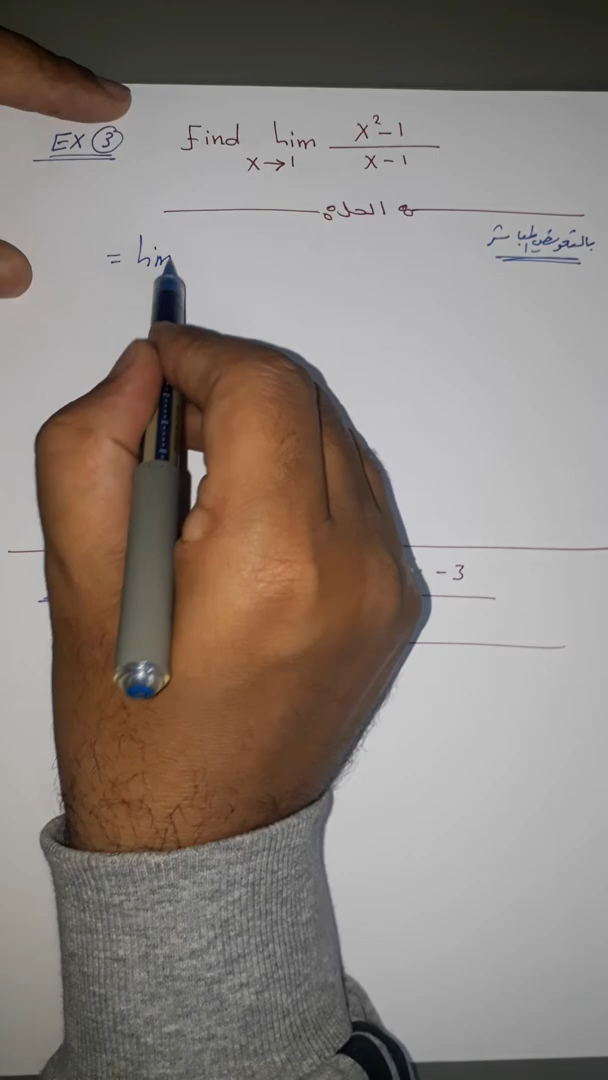 EX ③ Find lim x²-1
x→1 x-1
الحل:
بالتعويض المباشر
= lim
-3